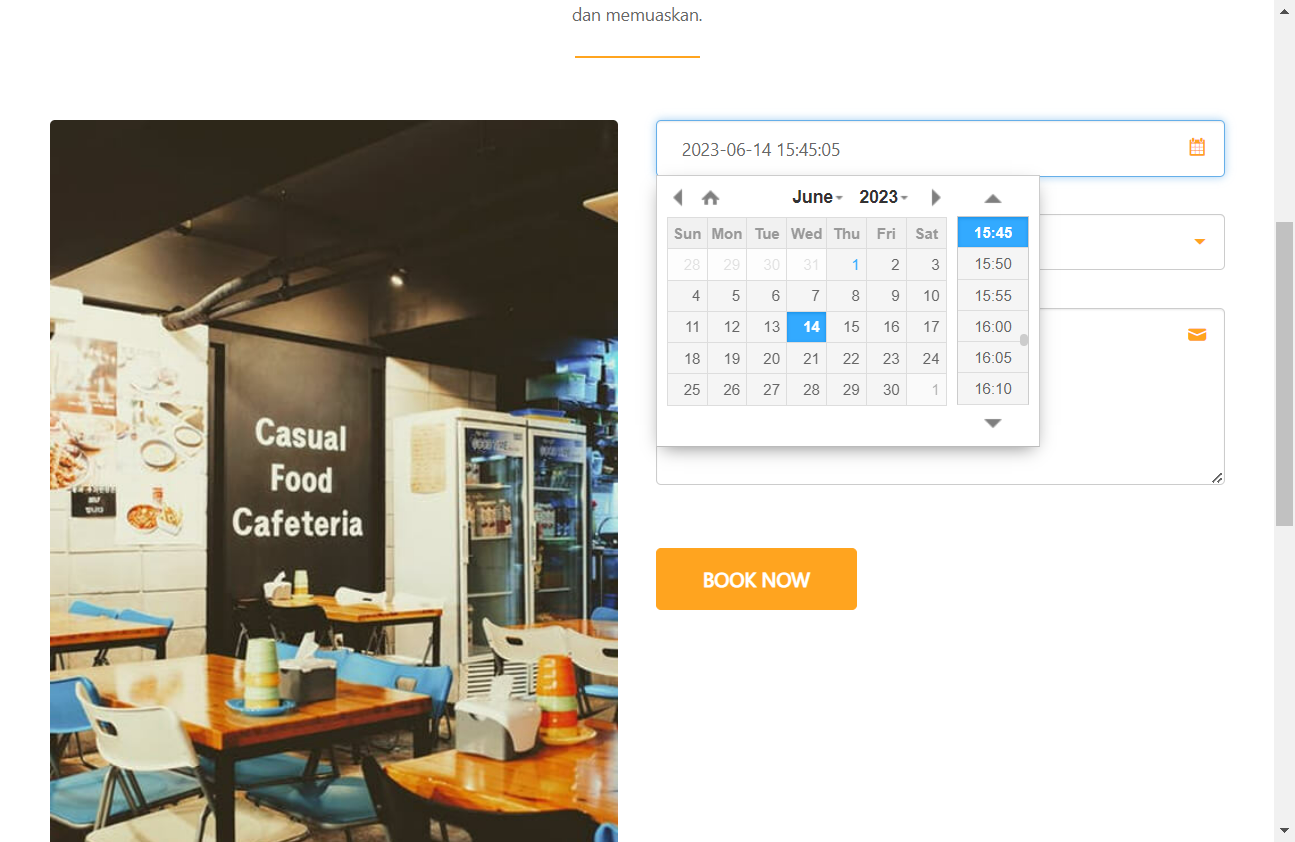 dan memuaskan.
2023-06-14 15:45:05
June 2023
Sun Mon Tue Wed Thu Fri Sat
28 29 30 31 1 2 3
4 5 6 7 8 9 10
11 12 13 14 15 16 17
18 19 20 21 22 23 24
25 26 27 28 29 30 1
15:45
15:50
15:55
16:00
16:05
16:10
Casual
Food
Cafeteria
BOOK NOW